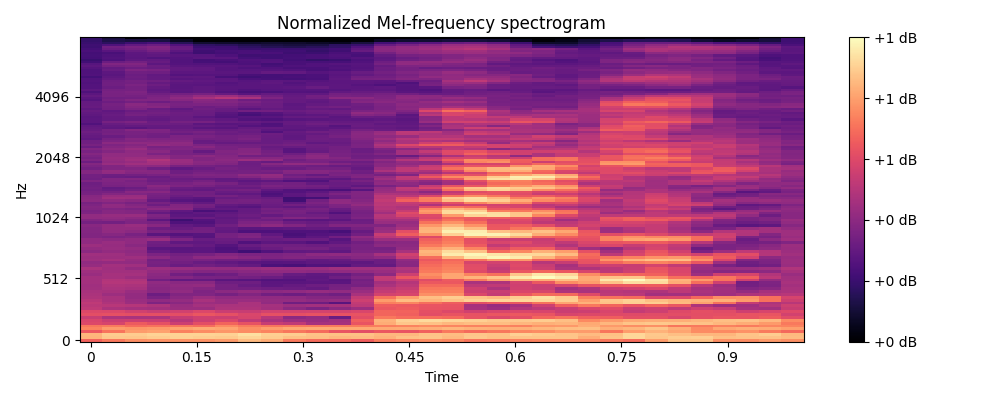 Normalized Mel-frequency spectrogram
Hz
4096
2048
1024
512
0
0 0.15 0.3 0.45 0.6 0.75 0.9
Time
+1 dB
+1 dB
+1 dB
+0 dB
+0 dB
+0 dB